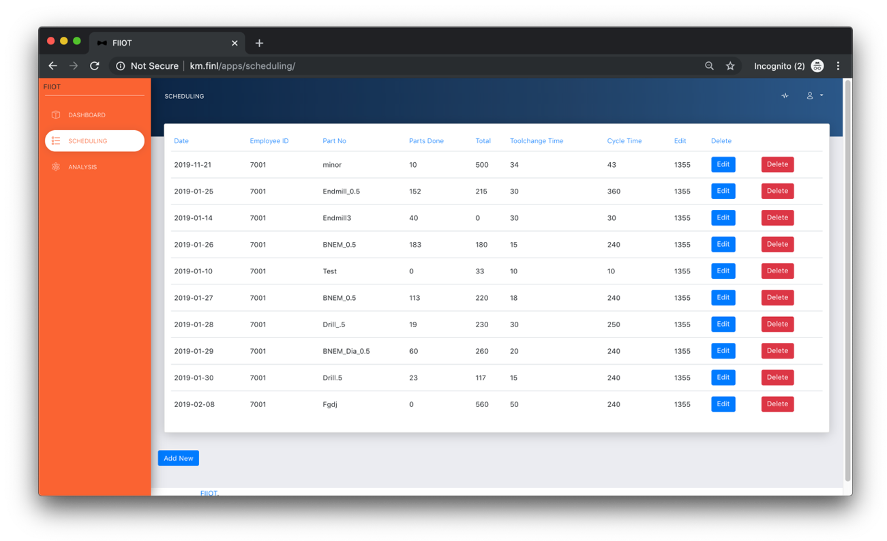 FIIOT
Not Secure | km.finl/apps/scheduling/
Incognito (2)
FIIOT
SCHEDULING
DASHBOARD
SCHEDULING
ANALYSIS
Date Employee ID Part No Parts Done Total Toolchange Time Cycle Time Edit Delete
2019-11-21 7001 minor 10 500 34 43 1355 Edit Delete
2019-01-25 7001 Endmill_0.5 152 215 30 360 1355 Edit Delete
2019-01-14 7001 Endmill3 40 0 30 30 1355 Edit Delete
2019-01-26 7001 BNEM_0.5 183 180 15 240 1355 Edit Delete
2019-01-10 7001 Test 0 33 10 10 1355 Edit Delete
2019-01-27 7001 BNEM_0.5 113 220 18 240 1355 Edit Delete
2019-01-28 7001 Drill_.5 19 230 30 250 1355 Edit Delete
2019-01-29 7001 BNEM_Dia_0.5 60 260 20 240 1355 Edit Delete
2019-01-30 7001 Drill.5 23 117 15 240 1355 Edit Delete
2019-02-08 7001 Fgdj 0 560 50 240 1355 Edit Delete
Add New
FIIOT.